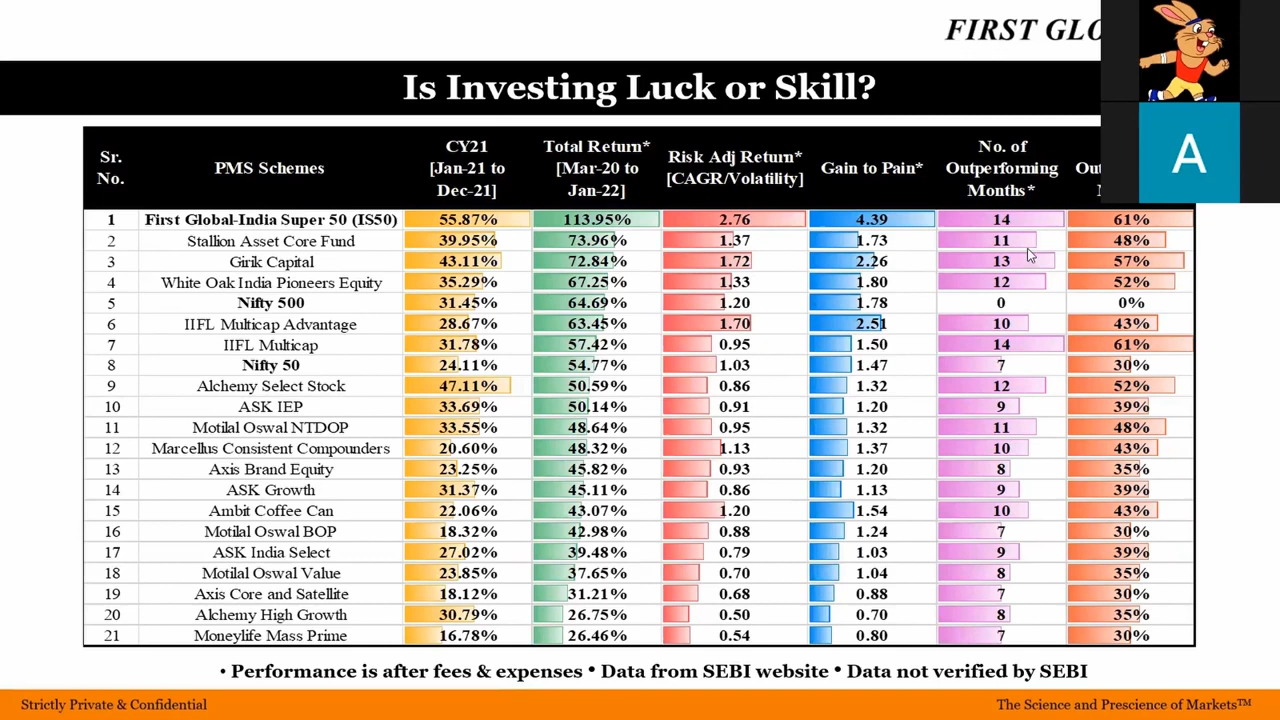 FIRST
Is Investing Luck or Skill?
Sr. No. PMS Schemes CY21 [Jan-21 to Dec-21] Total Return* [Mar-20 to Jan-22] Risk Adj Return* [CAGR/Volatility] Gain to Pain* No. of Outperforming Months*
1 First Global-India Super 50 (IS50) 55.87% 113.95% 2.76 4.39 14 61%
2 Stallion Asset Core Fund 39.95% 73.96% 1.37 1.73 11 48%
3 Girik Capital 43.11% 72.84% 1.72 2.26 13 57%
4 White Oak India Pioneers Equity 35.29% 67.25% 1.33 1.80 12 52%
5 Nifty 500 31.45% 64.69% 1.20 1.78 0 0%
6 IIFL Multicap Advantage 28.67% 63.45% 1.70 2.51 10 43%
7 IIFL Multicap 31.78% 57.42% 0.95 1.50 14 61%
8 Nifty 50 24.11% 54.77% 1.03 1.47 7 30%
9 Alchemy Select Stock 47.11% 50.59% 0.86 1.32 12 52%
10 ASK IEP 33.69% 50.14% 0.91 1.20 9 39%
11 Motilal Oswal NTDOP 33.55% 48.64% 0.95 1.32 11 48%
12 Marcellus Consistent Compounders 20.60% 48.32% 1.13 1.37 10 43%
13 Axis Brand Equity 23.25% 45.82% 0.93 1.20 8 35%
14 ASK Growth 31.37% 45.11% 0.86 1.13 9 39%
15 Ambit Coffee Can 22.06% 43.07% 1.20 1.54 10 43%
16 Motilal Oswal BOP 18.32% 42.98% 0.88 1.24 7 30%
17 ASK India Select 27.02% 39.48% 0.79 1.03 9 39%
18 Motilal Oswal Value 23.85% 37.65% 0.70 1.04 8 35%
19 Axis Core and Satellite 18.12% 31.21% 0.68 0.88 7 30%
20 Alchemy High Growth 30.79% 26.75% 0.50 0.70 8 35%
21 Moneylife Mass Prime 16.78% 26.46% 0.54 0.80 7 30%
• Performance is after fees & expenses • Data from SEBI website • Data not verified by SEBI
Strictly Private & Confidential
The Science and Prescience of Markets™
A